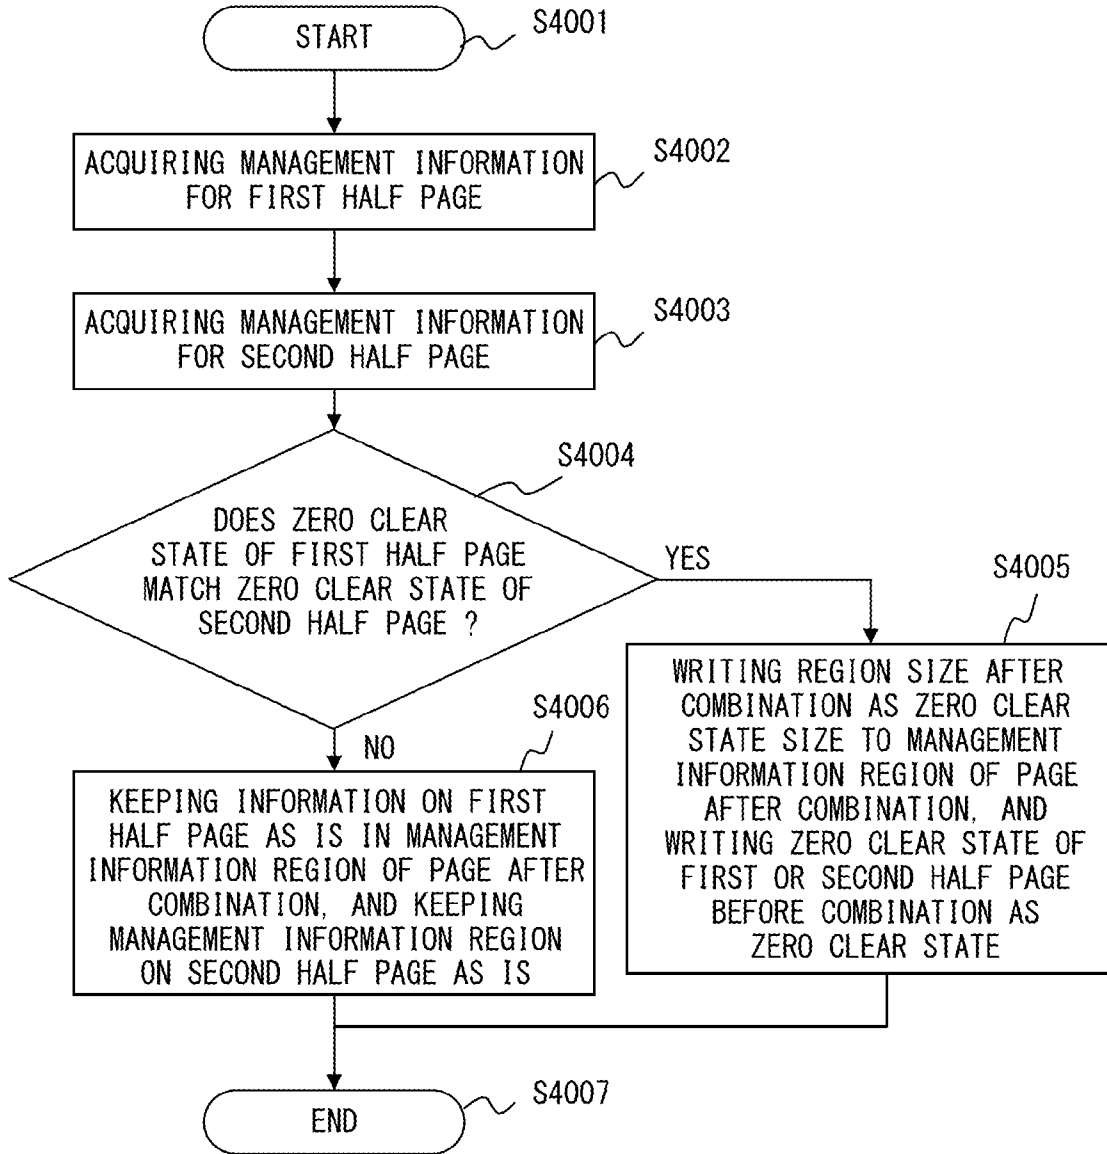 START
S4001
ACQUIRING MANAGEMENT INFORMATION
FOR FIRST HALF PAGE
S4002
ACQUIRING MANAGEMENT INFORMATION
FOR SECOND HALF PAGE
S4003
DOES ZERO CLEAR
STATE OF FIRST HALF PAGE
MATCH ZERO CLEAR STATE OF
SECOND HALF PAGE ?
S4004
YES
NO
S4005
WRITING REGION SIZE AFTER
COMBINATION AS ZERO CLEAR
STATE SIZE TO MANAGEMENT
INFORMATION REGION OF PAGE
AFTER COMBINATION, AND
WRITING ZERO CLEAR STATE OF
FIRST OR SECOND HALF PAGE
BEFORE COMBINATION AS
ZERO CLEAR STATE
S4006
KEEPING INFORMATION ON FIRST
HALF PAGE AS IS IN MANAGEMENT
INFORMATION REGION OF PAGE AFTER
COMBINATION, AND KEEPING
MANAGEMENT INFORMATION REGION
ON SECOND HALF PAGE AS IS
END
S4007